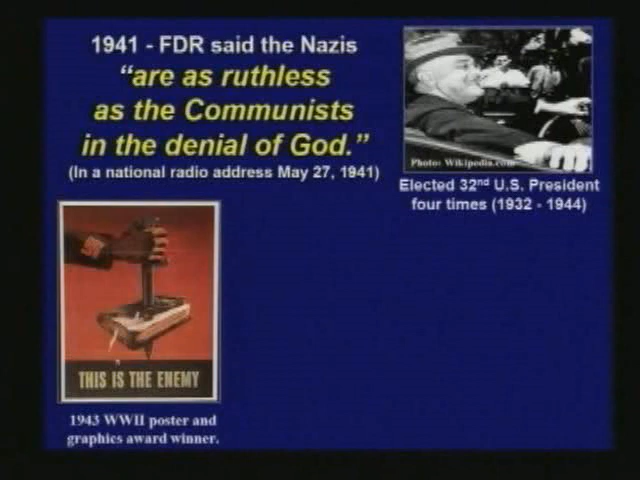 1941 - FDR said the Nazis
“are as ruthless
as the Communists
in the denial of God.”
(In a national radio address May 27, 1941)
Photo: Wikipedia.com
Elected 32nd U.S. President
four times (1932 - 1944)
THIS IS THE ENEMY
1943 WWII poster and
graphics award winner.